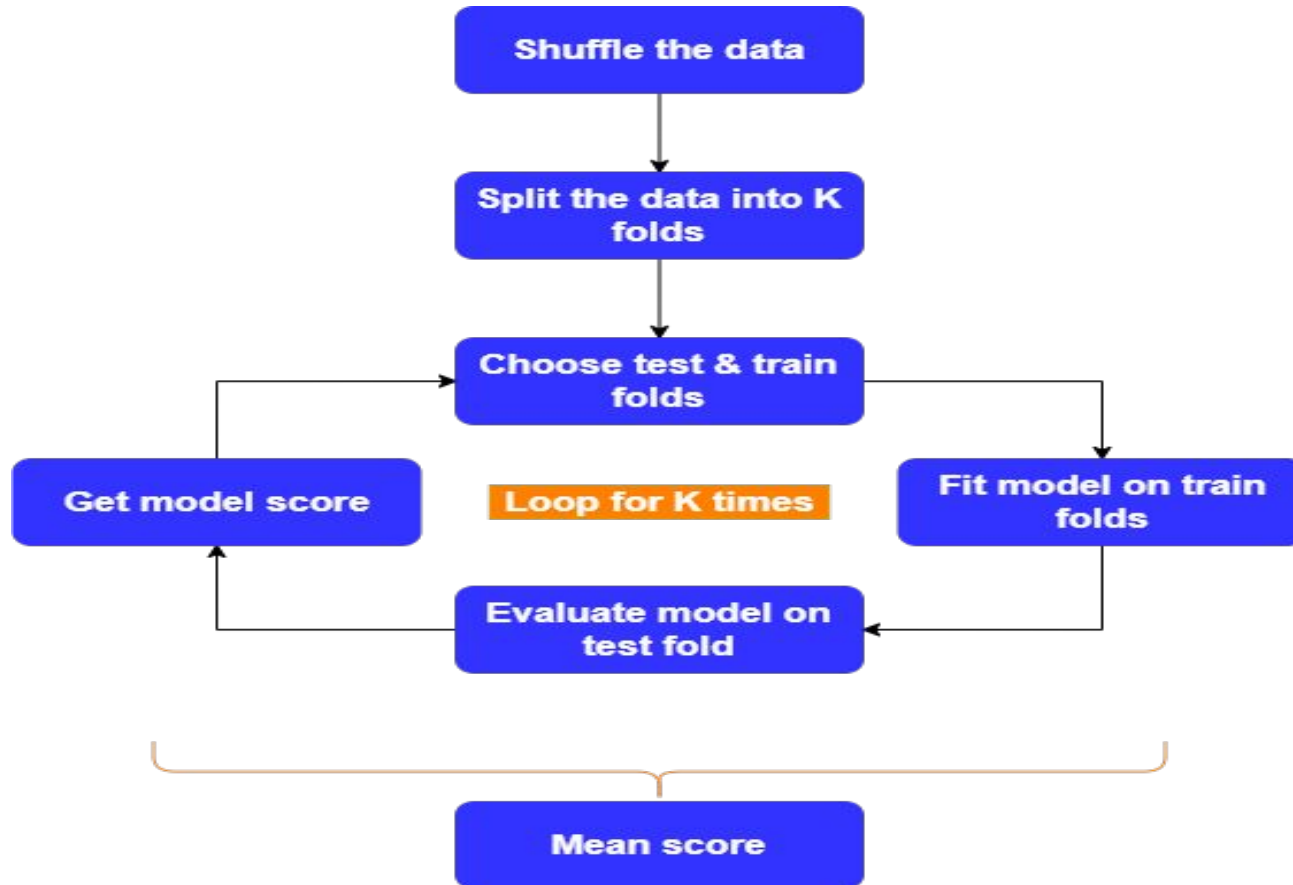 Shuffle the data
Split the data into K
folds
Choose test & train
folds
Get model score
Loop for K times
Fit model on train
folds
Evaluate model on
test fold
Mean score